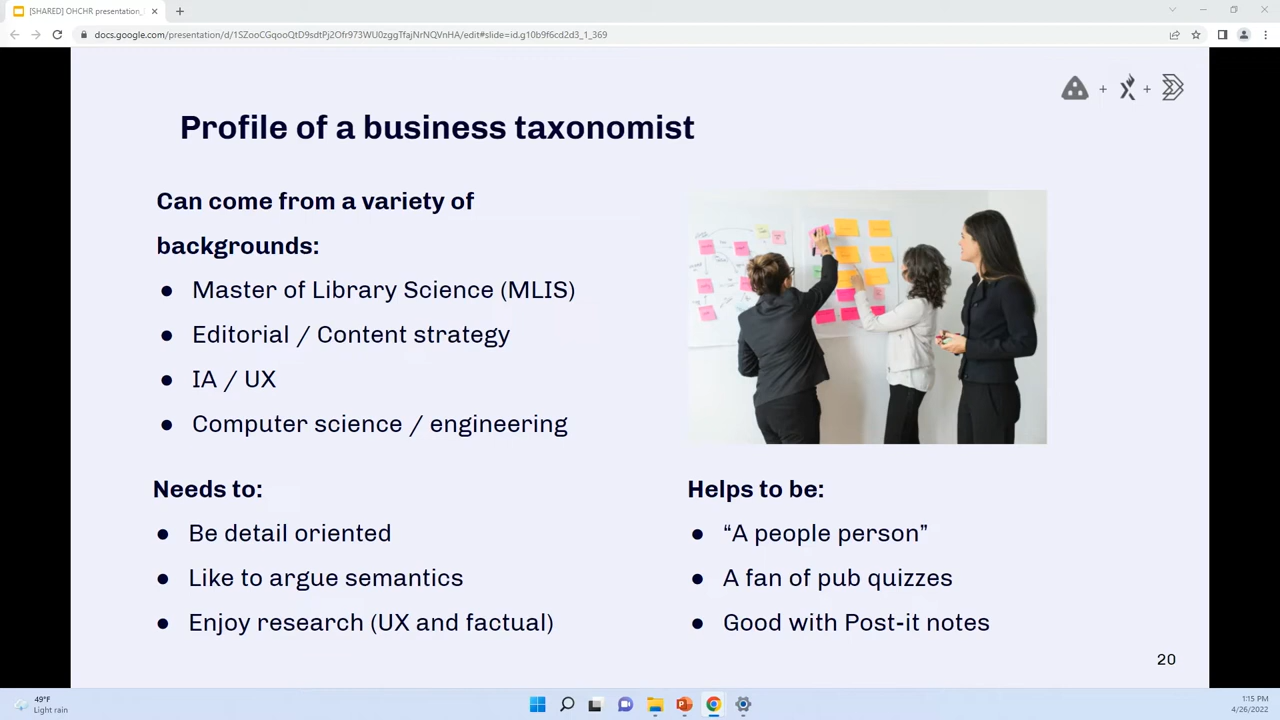 [SHARED] OHCHR presentation_
docs.google.com/presentation/d/1SZooCGqooQtD9sdtPj2Ofr973WU0zggTfajNrNQVnHA/edit#slide=id.g10b9f6cd2d3_1_369
Profile of a business taxonomist
Can come from a variety of
backgrounds:
● Master of Library Science (MLIS)
● Editorial / Content strategy
● IA / UX
● Computer science / engineering
Needs to:
● Be detail oriented
● Like to argue semantics
● Enjoy research (UX and factual)
Helps to be:
● “A people person”
● A fan of pub quizzes
● Good with Post-it notes
20
49°F
Light rain
1:15 PM
4/26/2022